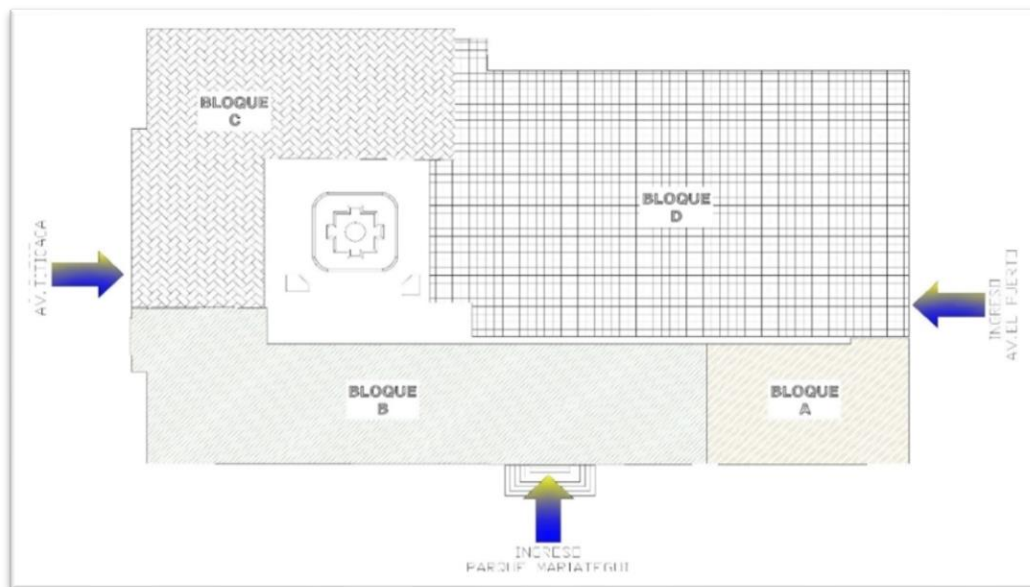 BLOQUE
C
BLOQUE
D
AV.TITICACA
INGRESO
AV.EL PUERTO
BLOQUE
B
BLOQUE
A
INGRESO
PARQUE MARIATEGUI